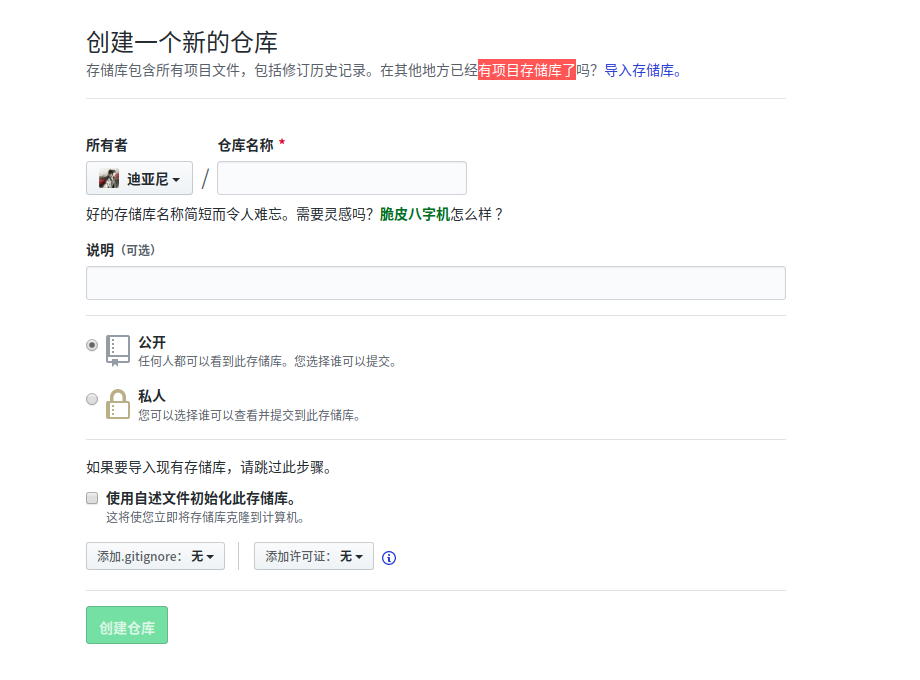 创建一个新的仓库
存储库包含所有项目文件，包括修订历史记录。在其他地方已经有项目存储库了吗？导入存储库。
所有者 仓库名称 *
迪亚尼 /
好的存储库名称简短而令人难忘。需要灵感吗？脆皮八字机怎么样？
说明（可选）
公开
任何人都可以看到此存储库。您选择谁可以提交。
私人
您可以选择谁可以查看并提交到此存储库。
如果要导入现有存储库，请跳过此步骤。
使用自述文件初始化此存储库。
这将使您立即将存储库克隆到计算机。
添加.gitignore：无 添加许可证：无
创建仓库